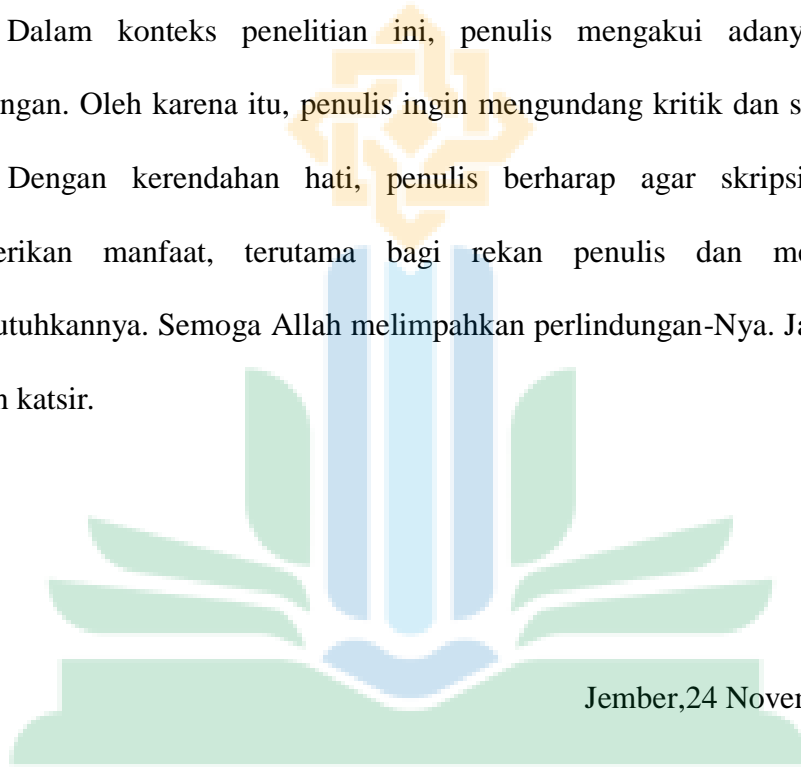 Dalam konteks penelitian ini, penulis mengakui adany
ngan. Oleh karena itu, penulis ingin mengundang kritik dan s
Dengan kerendahan hati, penulis berharap agar skripsi
erikan manfaat, terutama bagi rekan penulis dan me
utuhkannya. Semoga Allah melimpahkan perlindungan-Nya. Ja
n katsir.
Jember,24 Nover